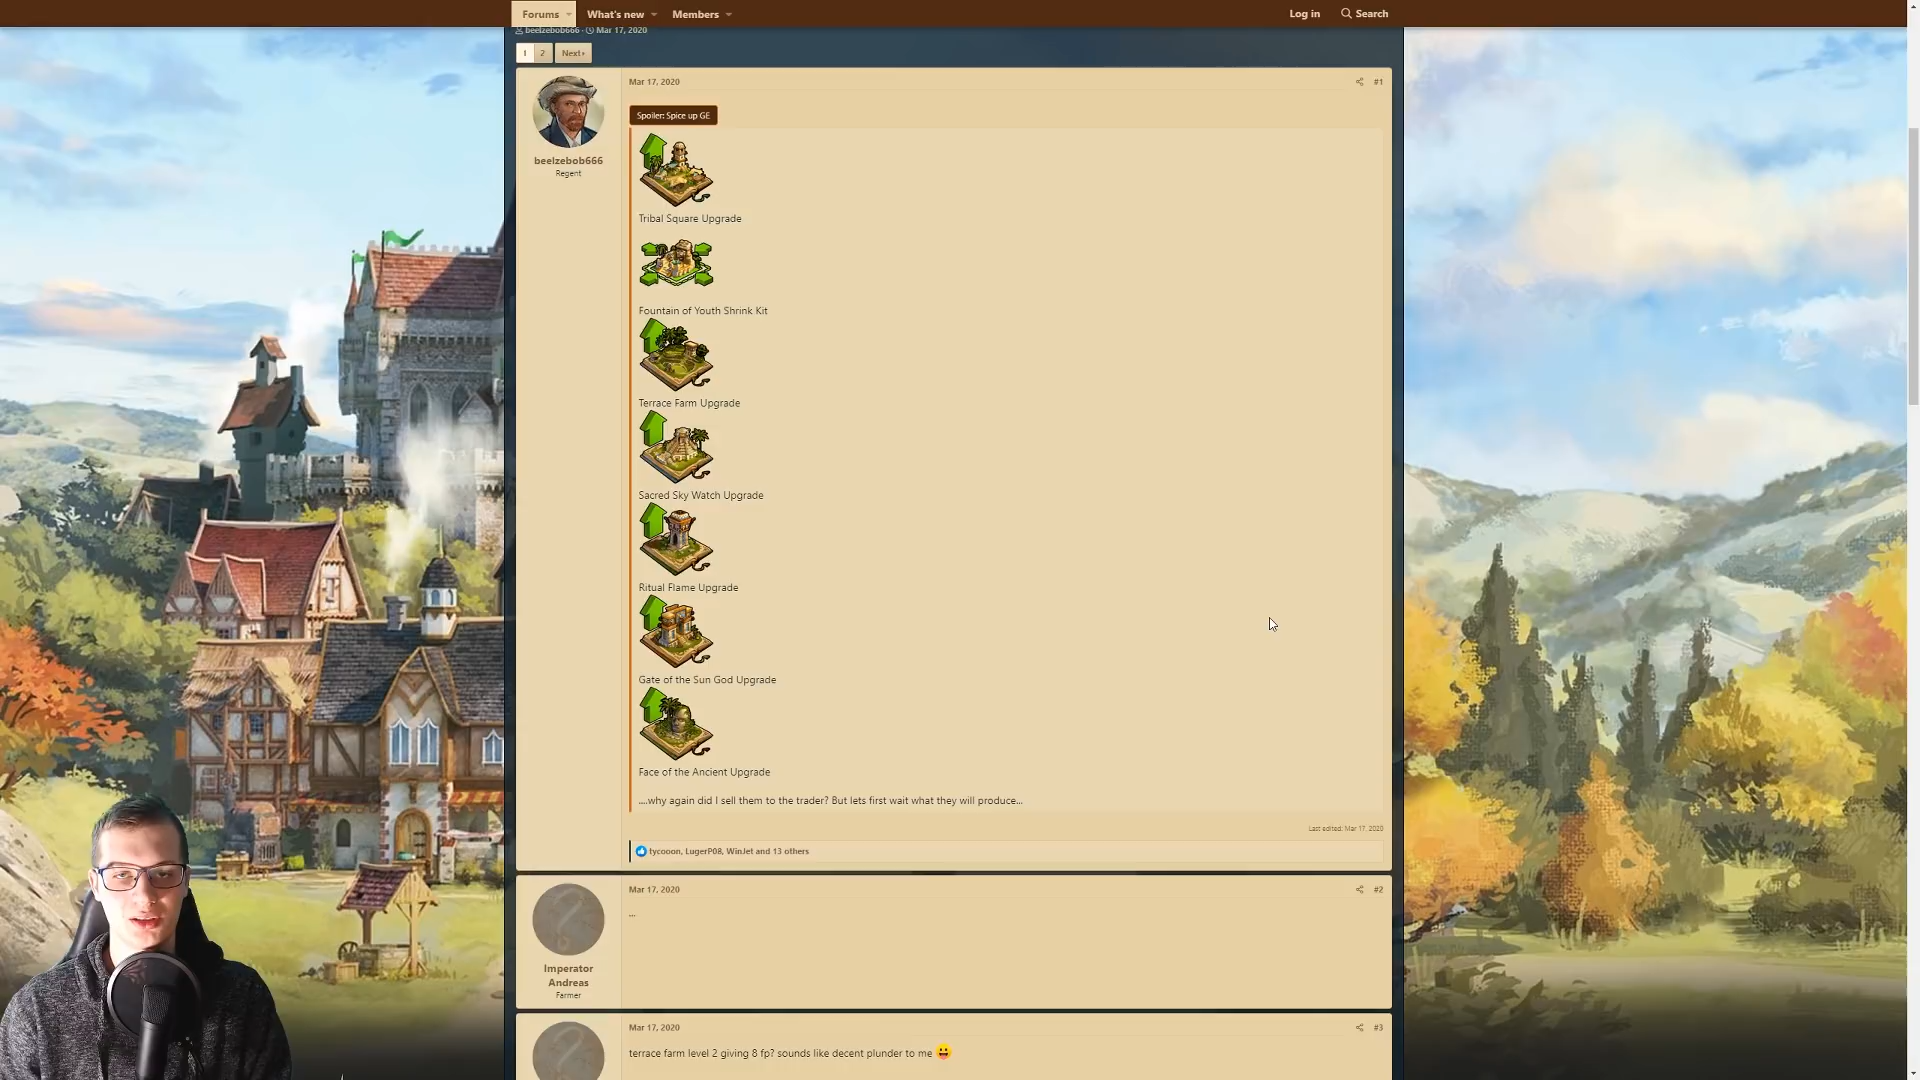 Forums
What's new
Members
Log in
Search
beelzebob666 · Mar 17, 2020
1
2
Next
Mar 17, 2020
#1
Spoiler: Spice up GE
beelzebob666
Regent
Tribal Square Upgrade
Fountain of Youth Shrink Kit
Terrace Farm Upgrade
Sacred Sky Watch Upgrade
Ritual Flame Upgrade
Gate of the Sun God Upgrade
Face of the Ancient Upgrade
....why again did I sell them to the trader? But lets first wait what they will produce...
Last edited: Mar 17, 2020
tycooon, LugerP08, WinJet and 13 others
Mar 17, 2020
#2
...
Imperator
Andreas
Farmer
Mar 17, 2020
#3
terrace farm level 2 giving 8 fp? sounds like decent plunder to me